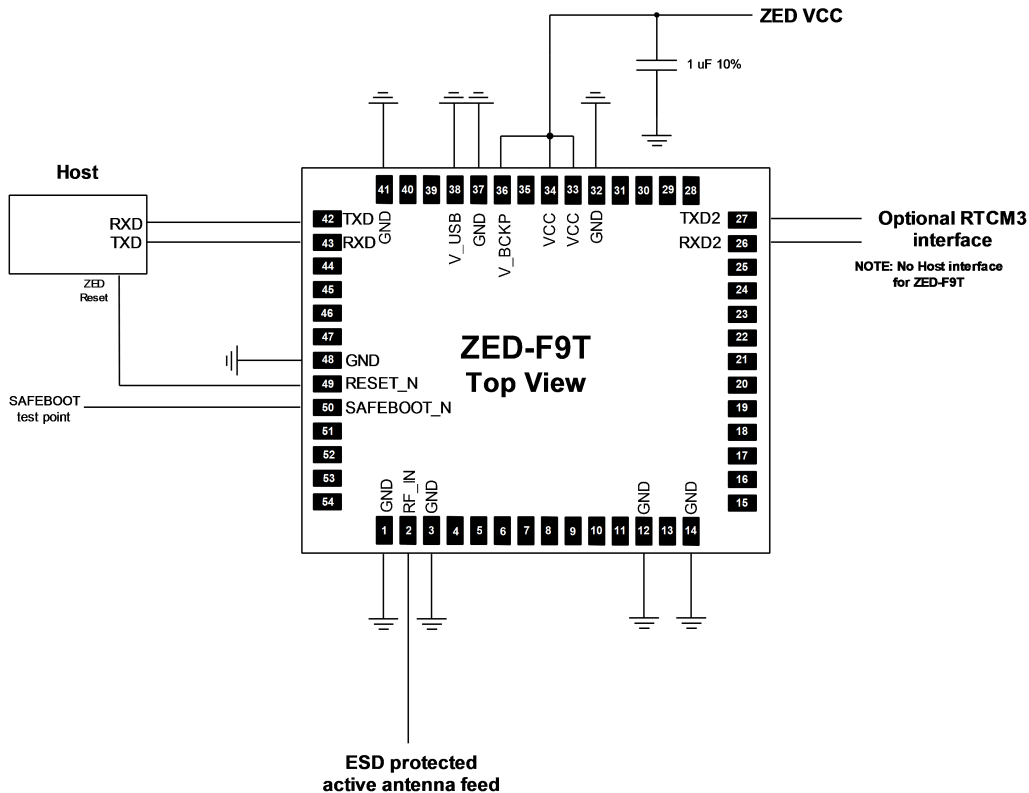 ZED VCC
1 uF 10%
Host
RXD
TXD
ZED
Reset
SAFEBOOT
test point
41 40 39 38 37 36 35 34 33 32 31 30 29 28
GND
V_USB
GND
V_BCKP
VCC
VCC
GND
42 TXD
43 RXD
44
45
46
47
48 GND
49 RESET_N
50 SAFEBOOT_N
51
52
53
54
ZED-F9T
Top View
TXD2 27
RXD2 26
25
24
23
22
21
20
19
18
17
16
15
Optional RTCM3
interface
NOTE: No Host interface
for ZED-F9T
GND
RF_IN
GND
GND
GND
1 2 3 4 5 6 7 8 9 10 11 12 13 14
ESD protected
active antenna feed